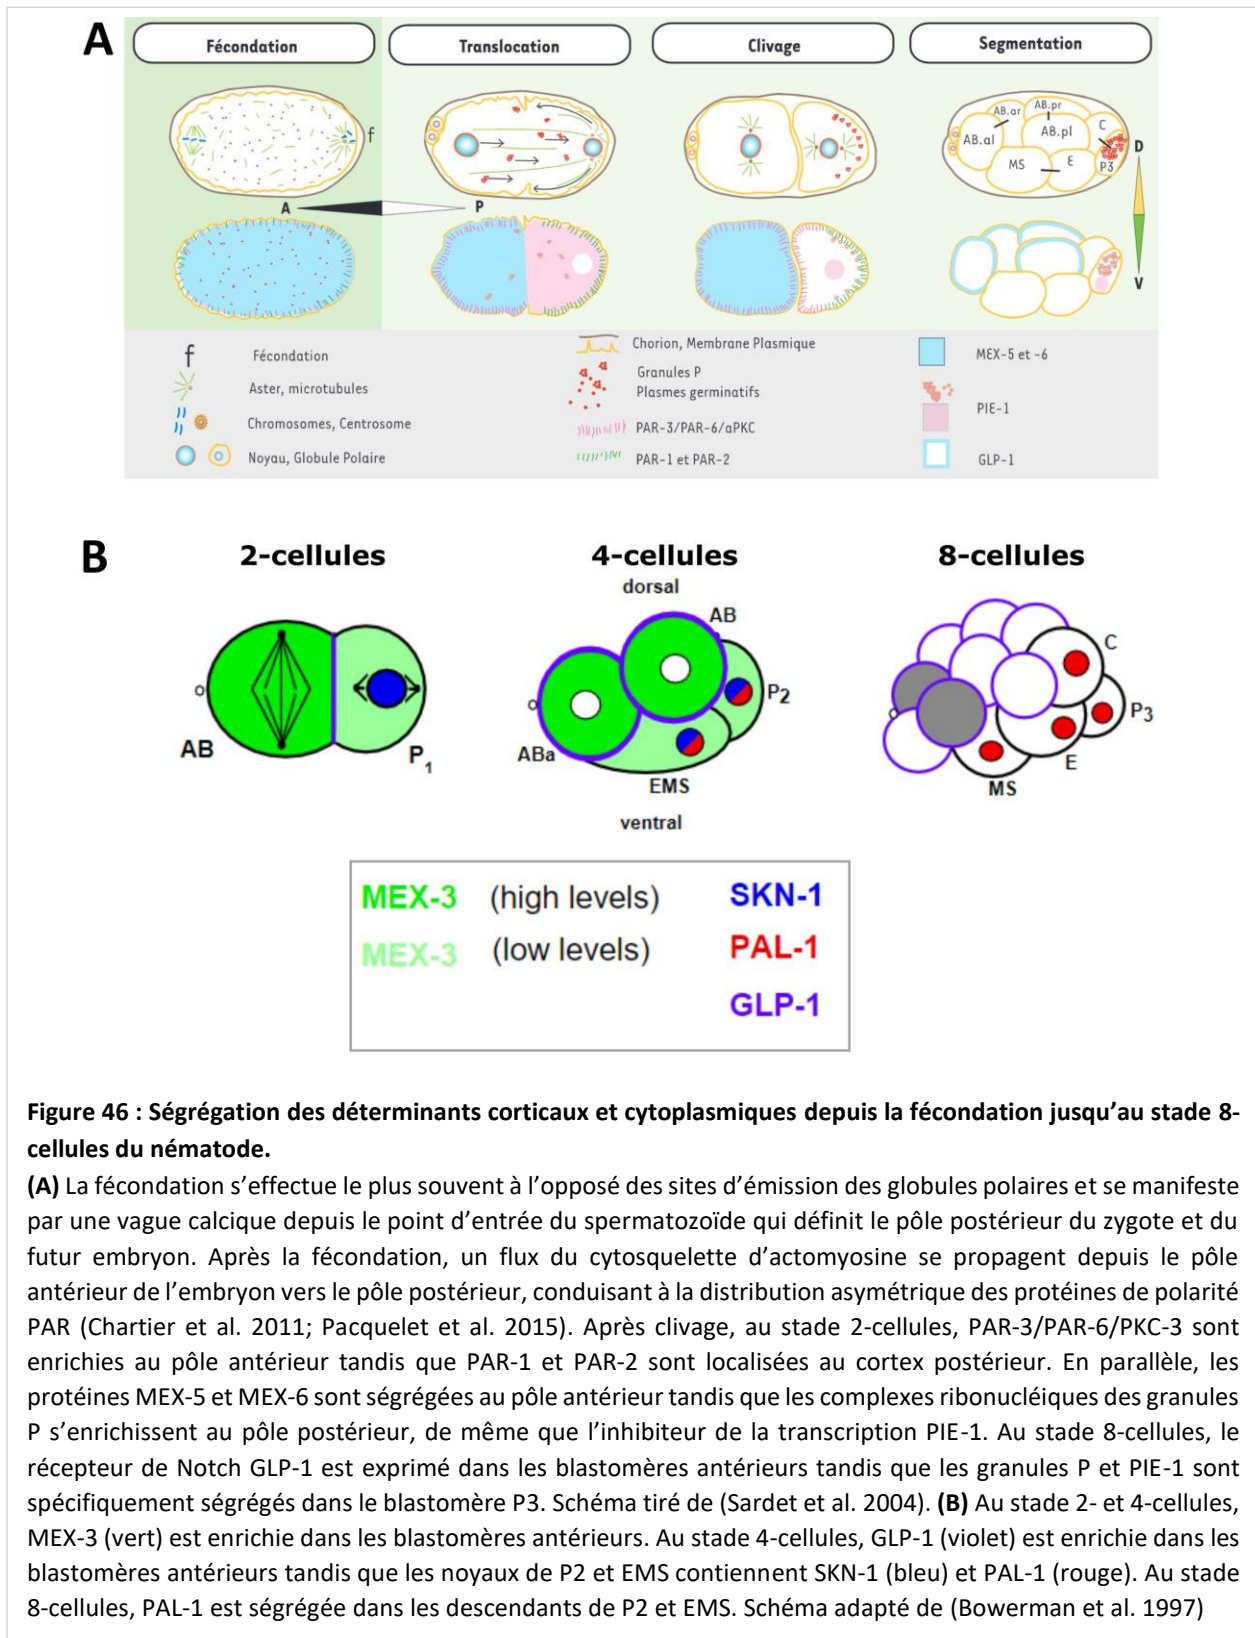 A
Fécondation
Translocation
Clivage
Segmentation
f
AB.ar
AB.pr
AB.al
AB.pl
C
MS
E
P3
D
A
P
V
f Fécondation
Aster, microtubules
Chromosomes, Centrosome
Noyau, Globule Polaire
Chorion, Membrane Plasmique
Granules P
Plasmes germinatifs
PAR-3/PAR-6/aPKC
PAR-1 et PAR-2
MEX-5 et -6
PIE-1
GLP-1
B
2-cellules
4-cellules
8-cellules
dorsal
AB
P1
AB
P2
ABa
EMS
ventral
C
P3
E
MS
MEX-3 (high levels) SKN-1
MEX-3 (low levels) PAL-1
GLP-1
Figure 46 : Ségrégation des déterminants corticaux et cytoplasmiques depuis la fécondation jusqu'au stade 8-
cellules du nématode.
(A) La fécondation s'effectue le plus souvent à l'opposé des sites d'émission des globules polaires et se manifeste
par une vague calcique depuis le point d'entrée du spermatozoïde qui définit le pôle postérieur du zygote et du
futur embryon. Après la fécondation, un flux du cytosquelette d'actomyosine se propagent depuis le pôle
antérieur de l'embryon vers le pôle postérieur, conduisant à la distribution asymétrique des protéines de polarité
PAR (Chartier et al. 2011; Pacquelet et al. 2015). Après clivage, au stade 2-cellules, PAR-3/PAR-6/PKC-3 sont
enrichies au pôle antérieur tandis que PAR-1 et PAR-2 sont localisées au cortex postérieur. En parallèle, les
protéines MEX-5 et MEX-6 sont ségrégées au pôle antérieur tandis que les complexes ribonucléiques des granules
P s'enrichissent au pôle postérieur, de même que l'inhibiteur de la transcription PIE-1. Au stade 8-cellules, le
récepteur de Notch GLP-1 est exprimé dans les blastomères antérieurs tandis que les granules P et PIE-1 sont
spécifiquement ségrégés dans le blastomère P3. Schéma tiré de (Sardet et al. 2004). (B) Au stade 2- et 4-cellules,
MEX-3 (vert) est enrichie dans les blastomères antérieurs. Au stade 4-cellules, GLP-1 (violet) est enrichie dans les
blastomères antérieurs tandis que les noyaux de P2 et EMS contiennent SKN-1 (bleu) et PAL-1 (rouge). Au stade
8-cellules, PAL-1 est ségrégée dans les descendants de P2 et EMS. Schéma adapté de (Bowerman et al. 1997)